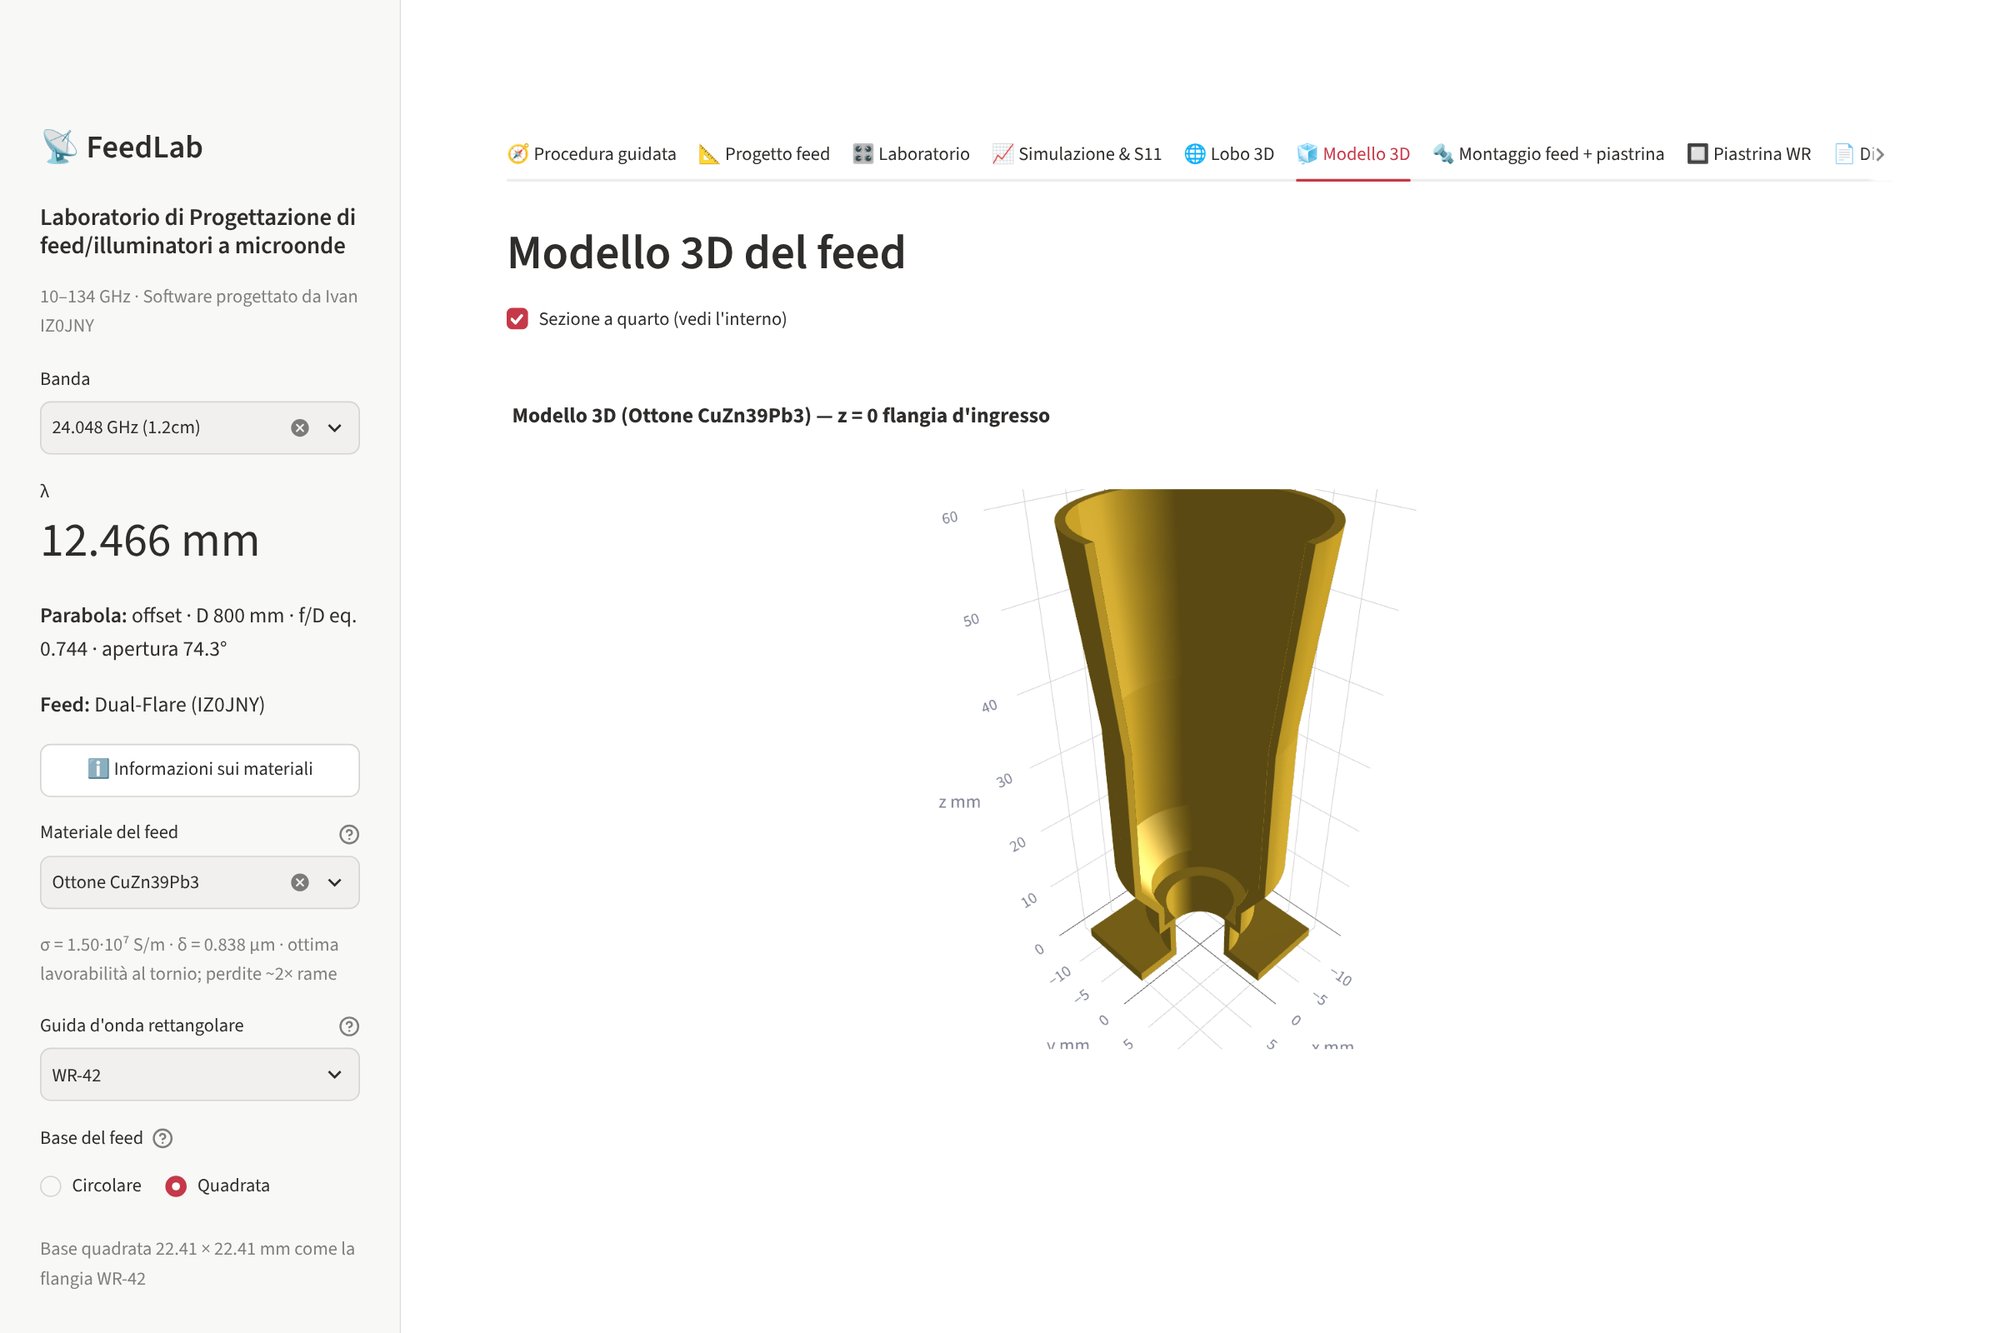 FeedLab
Laboratorio di Progettazione di
feed/illuminatori a microonde
10–134 GHz · Software progettato da Ivan
IZ0JNY
Banda
24.048 GHz (1.2cm)
λ
12.466 mm
Parabola: offset · D 800 mm · f/D eq.
0.744 · apertura 74.3°
Feed: Dual-Flare (IZ0JNY)
Informazioni sui materiali
Materiale del feed
Ottone CuZn39Pb3
σ = 1.50·10⁷ S/m · δ = 0.838 µm · ottima
lavorabilità al tornio; perdite ~2× rame
Guida d'onda rettangolare
WR-42
Base del feed
Circolare Quadrata
Base quadrata 22.41 × 22.41 mm come la
flangia WR-42
Procedura guidata Progetto feed Laboratorio Simulazione & S11 Lobo 3D Modello 3D Montaggio feed + piastrina Piastrina WR
Modello 3D del feed
Sezione a quarto (vedi l'interno)
Modello 3D (Ottone CuZn39Pb3) — z = 0 flangia d'ingresso
60
50
40
30
z mm
20
10
0
−10
−5
0
5
y mm
−10
−5
0
5
x mm